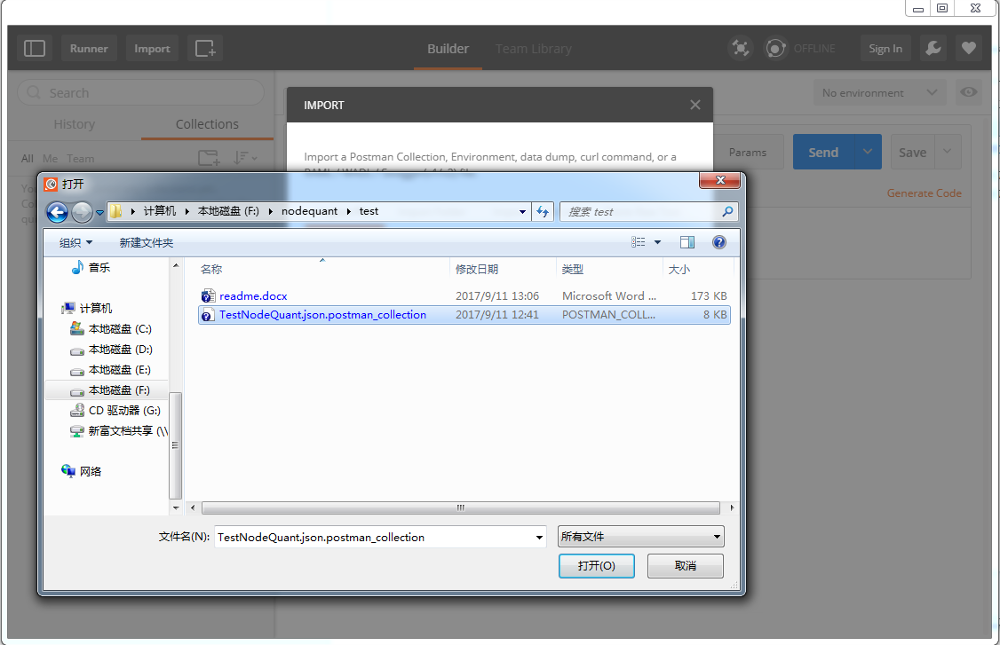 Runner Import Builder Team Library OFFLINE Sign In
Search No environment
IMPORT
History Collections
Import a Postman Collection, Environment, data dump, curl command, or a
Params Send Save
All Me Team
Generate Code
打开
计算机 本地磁盘 (F:) nodequant test 搜索 test
组织 新建文件夹
音乐
计算机
本地磁盘 (C:)
本地磁盘 (D:)
本地磁盘 (E:)
本地磁盘 (F:)
CD 驱动器 (G:)
新富文档共享 (\\
网络
名称 修改日期 类型 大小
readme.docx 2017/9/11 13:06 Microsoft Word ... 173 KB
TestNodeQuant.json.postman_collection 2017/9/11 12:41 POSTMAN_COLL... 8 KB
文件名(N): TestNodeQuant.json.postman_collection 所有文件
打开(O) 取消